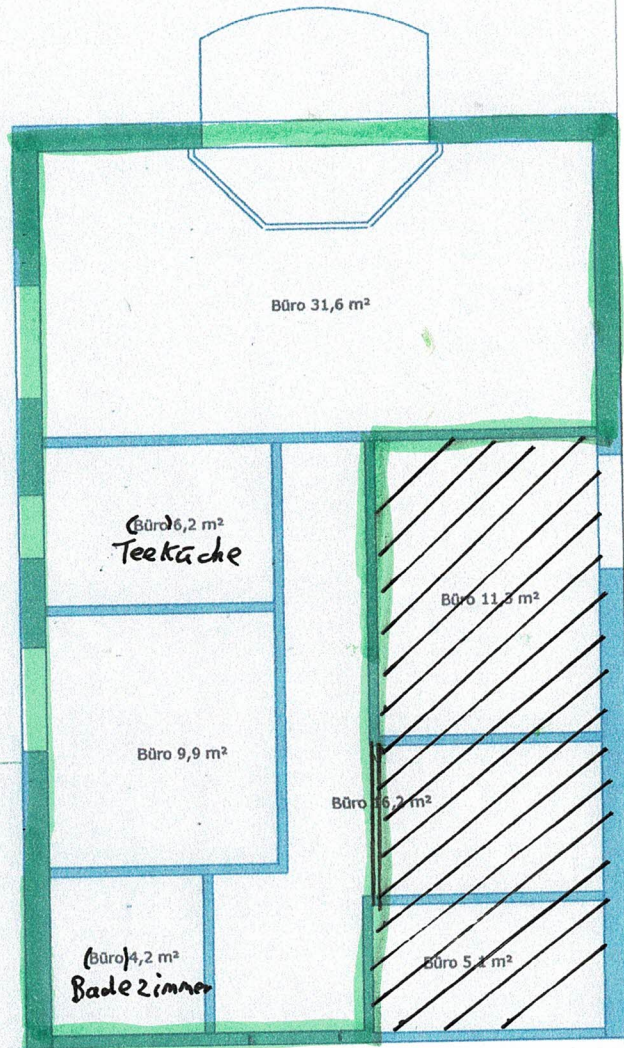 Büro 31,6 m²
(Büro) 6,2 m²
Teeküche
Büro 11,3 m²
Büro 9,9 m²
Büro 16,2 m²
(Büro) 4,2 m²
Badezimmer
Büro 5,1 m²